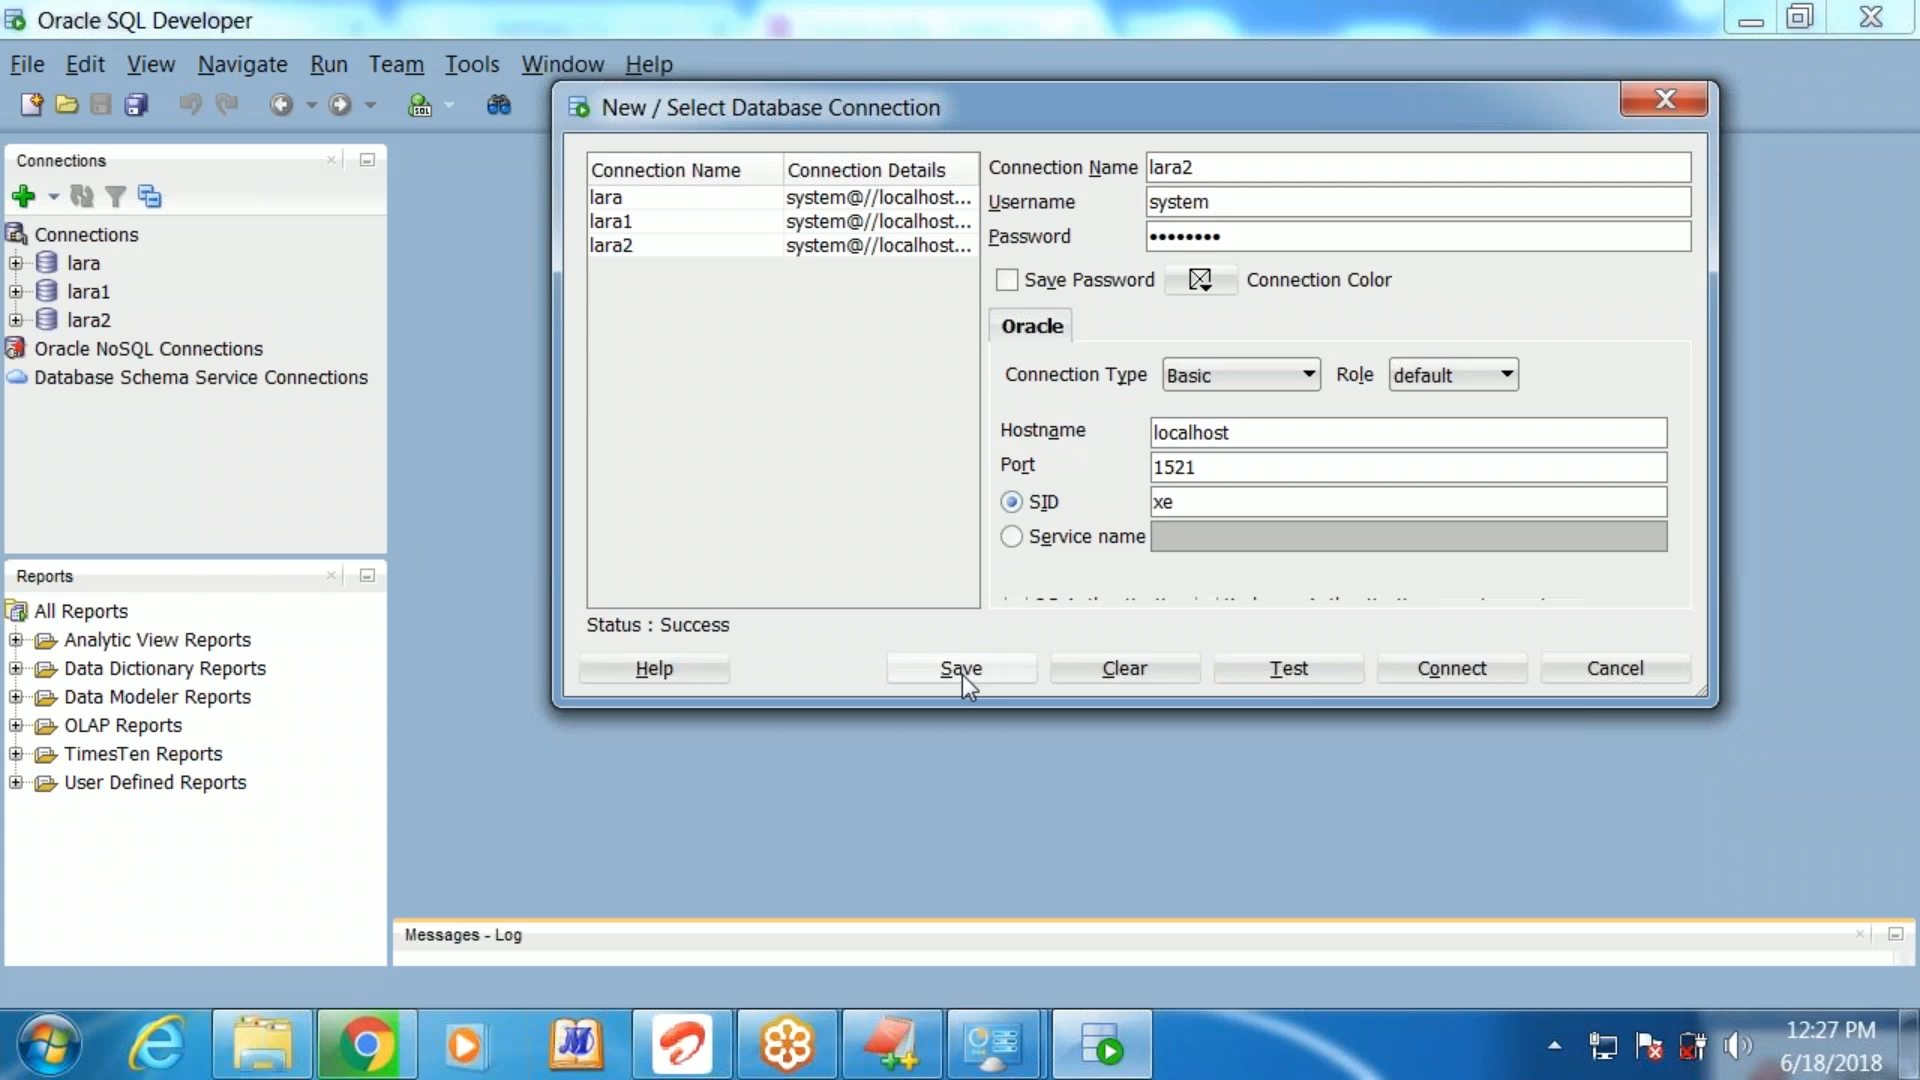 Oracle SQL Developer
File Edit View Navigate Run Team Tools Window Help
New / Select Database Connection
Connections
Connections
lara
lara1
lara2
Oracle NoSQL Connections
Database Schema Service Connections
Connection Name Connection Details
lara system@//localhost...
lara1 system@//localhost...
lara2 system@//localhost...
Connection Name lara2
Username system
Password ••••••••
Save Password Connection Color
Oracle
Connection Type Basic Role default
Hostname localhost
Port 1521
SID xe
Service name
Status : Success
Help Save Clear Test Connect Cancel
Reports
All Reports
Analytic View Reports
Data Dictionary Reports
Data Modeler Reports
OLAP Reports
TimesTen Reports
User Defined Reports
Messages - Log
12:27 PM
6/18/2018